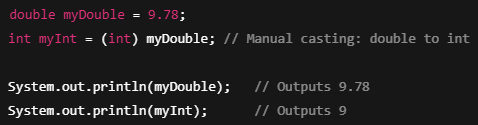 double myDouble = 9.78;
int myInt = (int) myDouble; // Manual casting: double to int
System.out.println(myDouble);   // Outputs 9.78
System.out.println(myInt);      // Outputs 9